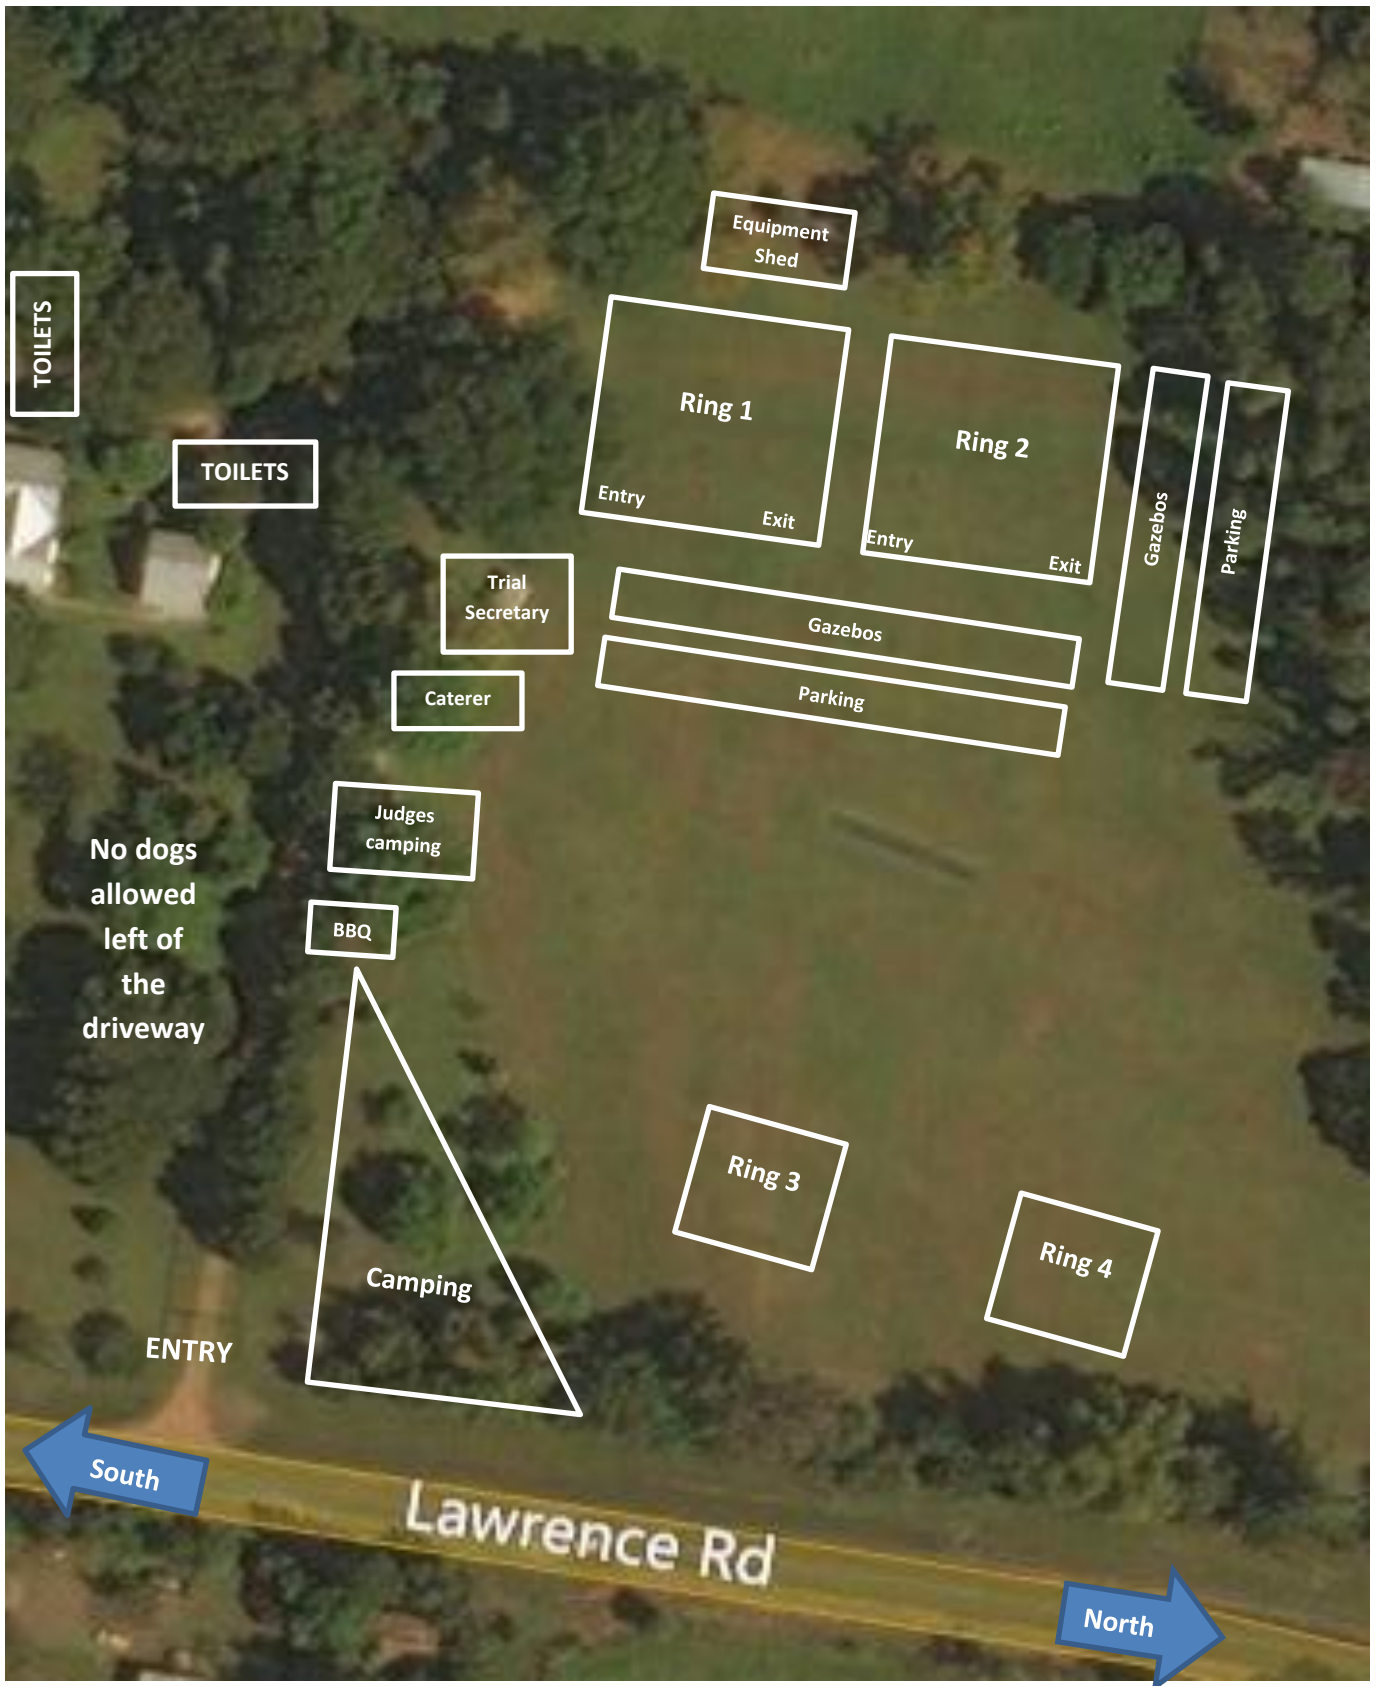 Equipment
Shed
TOILETS
Ring 1
Ring 2
TOILETS
Entry
Exit
Entry
Exit
Gazebos
Parking
Trial
Secretary
Gazebos
Caterer
Parking
Judges
camping
No dogs
allowed
left of
the
driveway
BBQ
Ring 3
Ring 4
Camping
ENTRY
South
Lawrence Rd
North